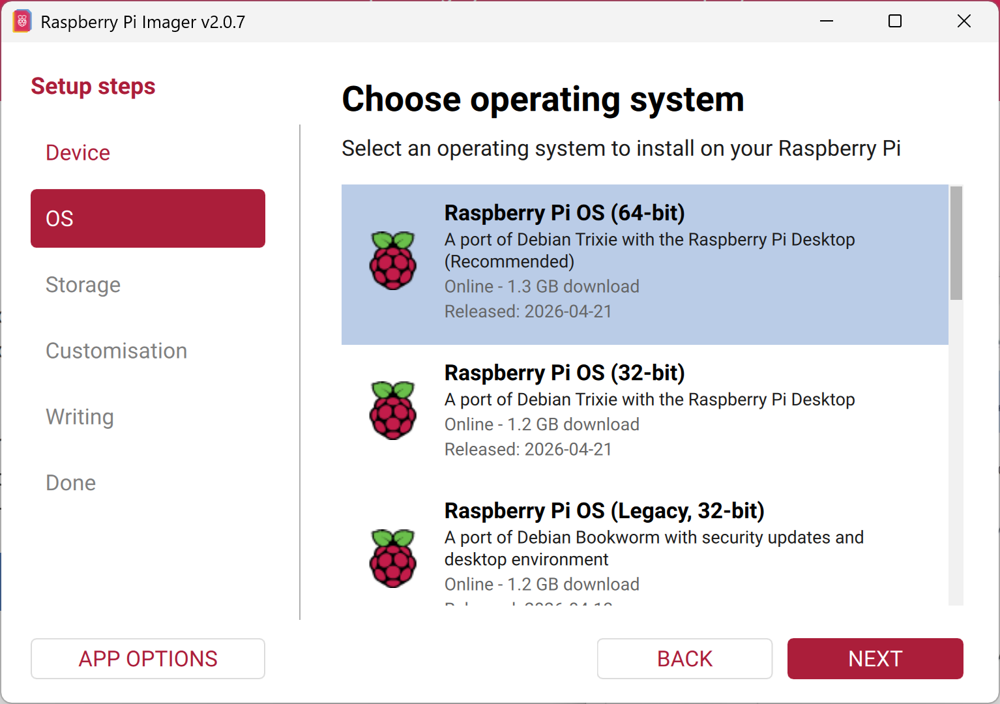 Raspberry Pi Imager v2.0.7
Setup steps
Device
OS
Storage
Customisation
Writing
Done
Choose operating system
Select an operating system to install on your Raspberry Pi
Raspberry Pi OS (64-bit)
A port of Debian Trixie with the Raspberry Pi Desktop
(Recommended)
Online - 1.3 GB download
Released: 2026-04-21
Raspberry Pi OS (32-bit)
A port of Debian Trixie with the Raspberry Pi Desktop
Online - 1.2 GB download
Released: 2026-04-21
Raspberry Pi OS (Legacy, 32-bit)
A port of Debian Bookworm with security updates and
desktop environment
Online - 1.2 GB download
APP OPTIONS
BACK
NEXT